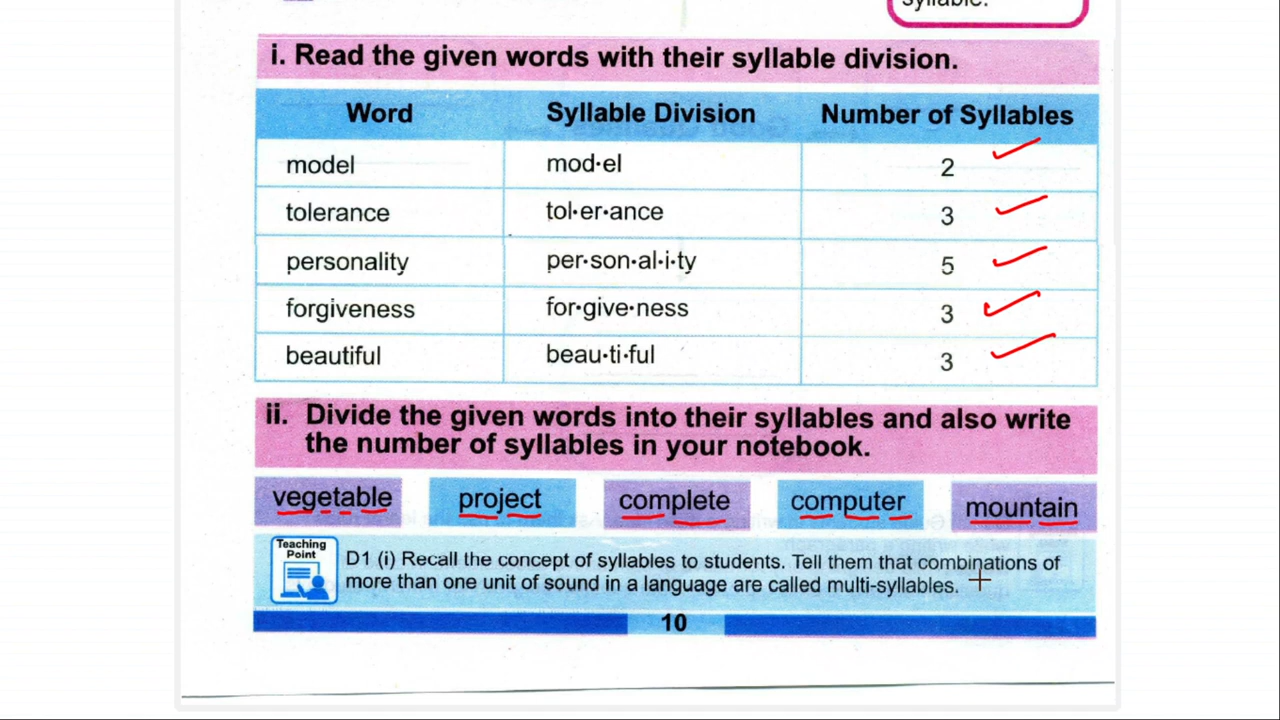 syllable.
i. Read the given words with their syllable division.
Word Syllable Division Number of Syllables
model mod·el 2
tolerance tol·er·ance 3
personality per·son·al·i·ty 5
forgiveness for·give·ness 3
beautiful beau·ti·ful 3
ii. Divide the given words into their syllables and also write
the number of syllables in your notebook.
vegetable project complete computer mountain
Teaching
Point
D1 (i) Recall the concept of syllables to students. Tell them that combinations of
more than one unit of sound in a language are called multi-syllables.
10